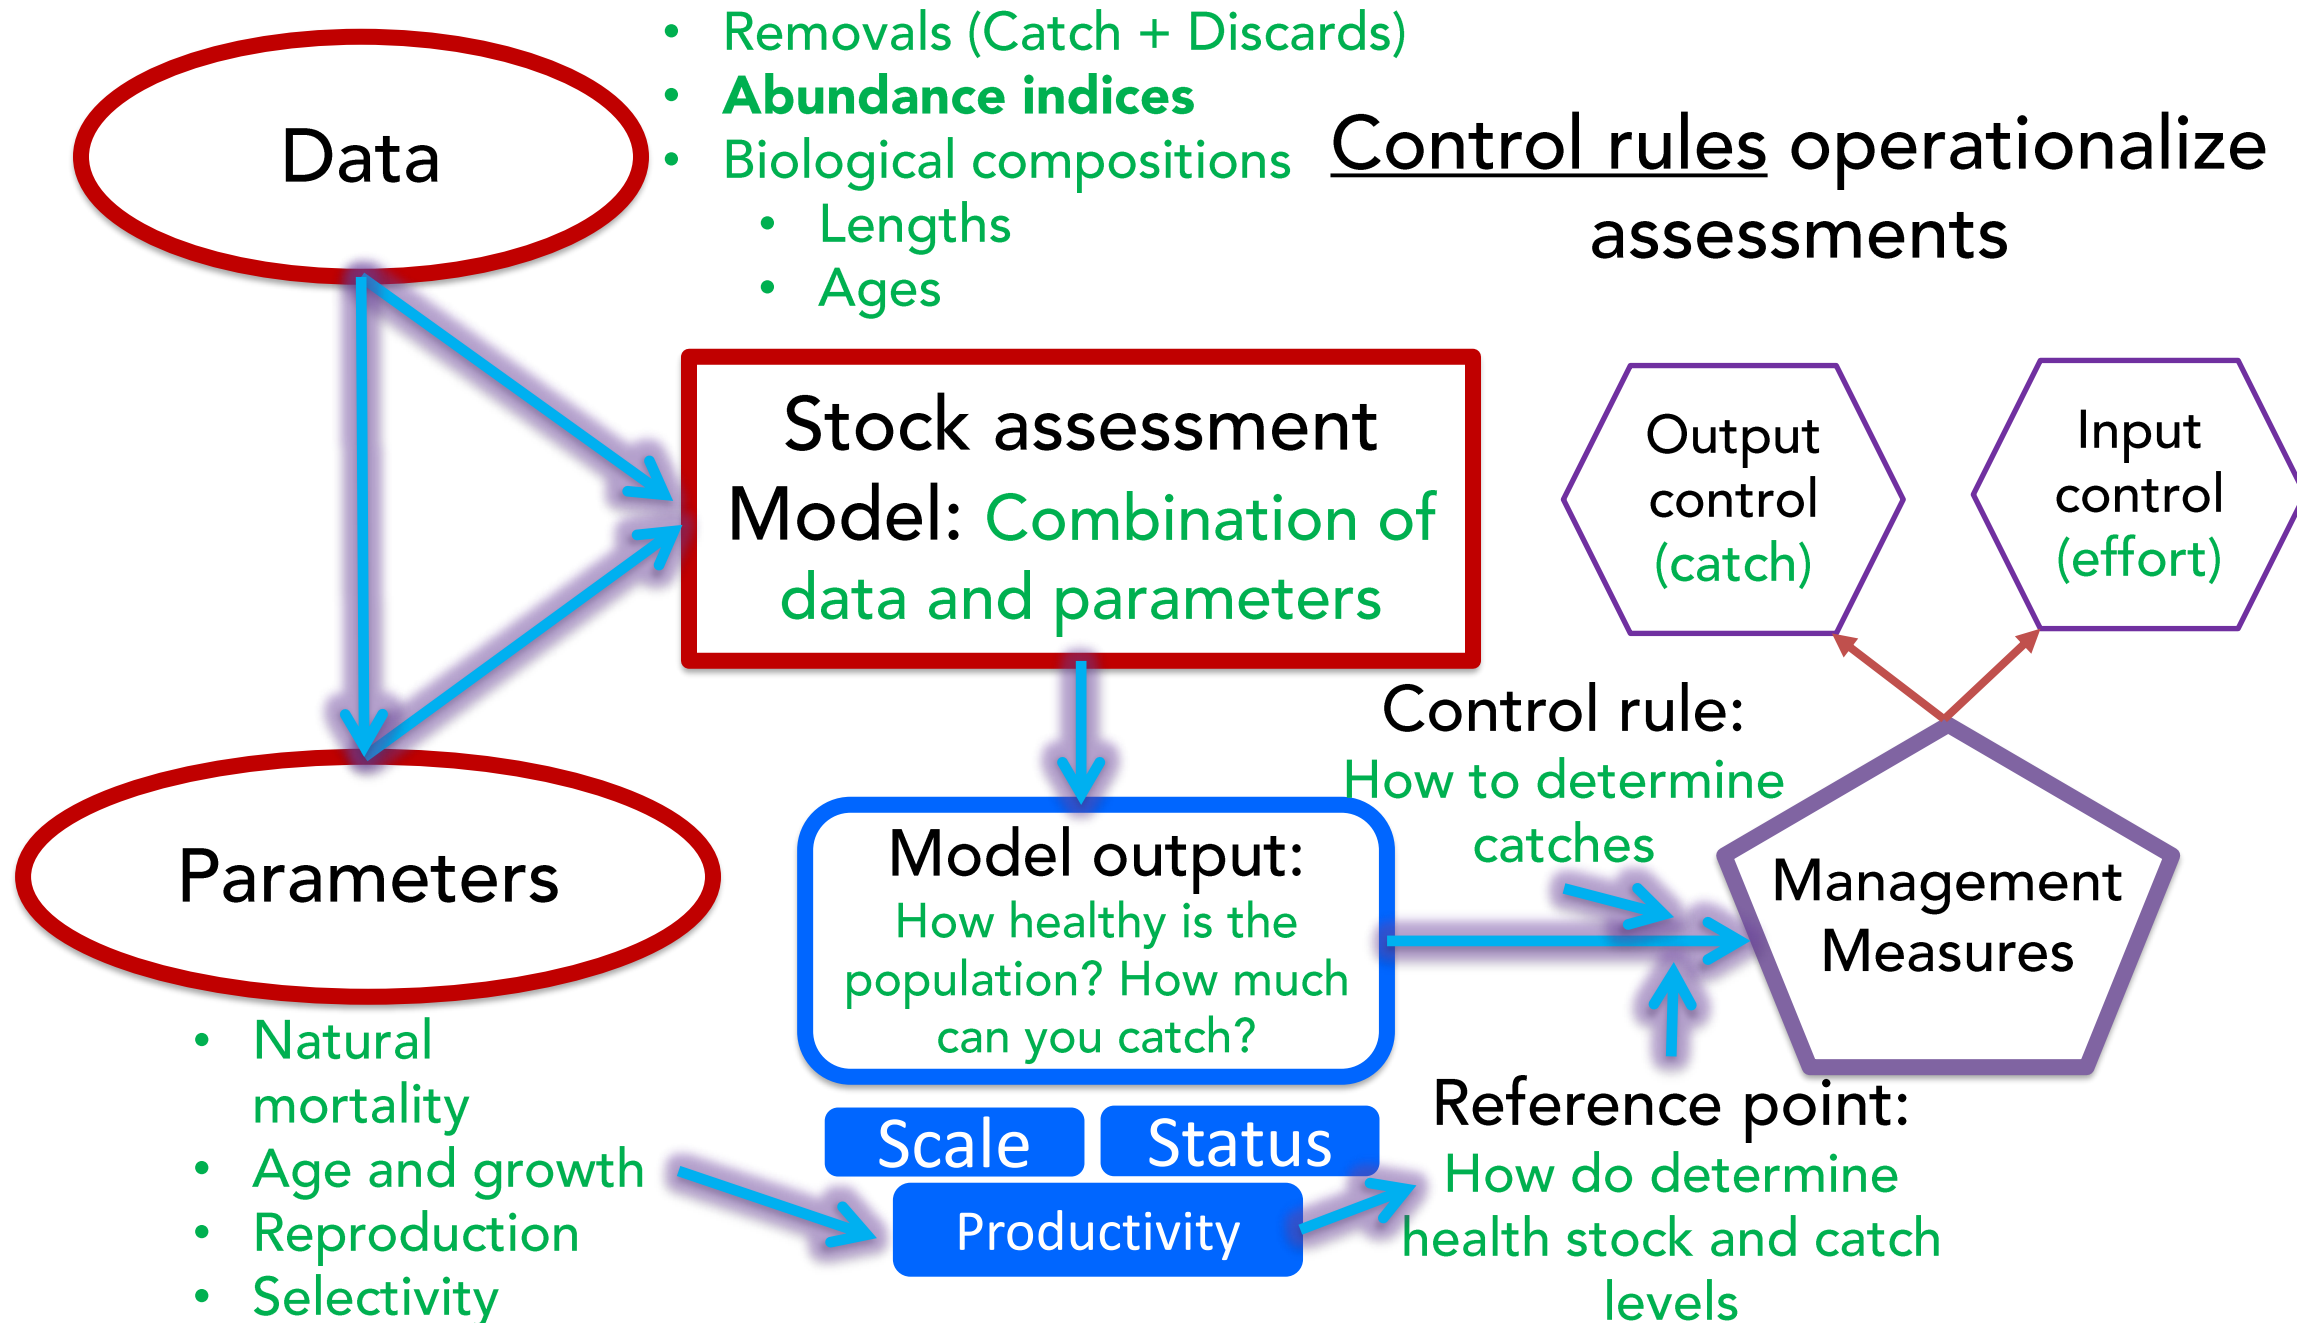 • Removals (Catch + Discards)
• Abundance indices
• Biological compositions
• Lengths
• Ages
Data
Control rules operationalize
assessments
Stock assessment
Model: Combination of
data and parameters
Output
control
(catch)
Input
control
(effort)
Control rule:
How to determine
catches
Parameters
Model output:
How healthy is the
population? How much
can you catch?
Management
Measures
• Natural
mortality
• Age and growth
• Reproduction
• Selectivity
Scale
Status
Productivity
Reference point:
How do determine
health stock and catch
levels